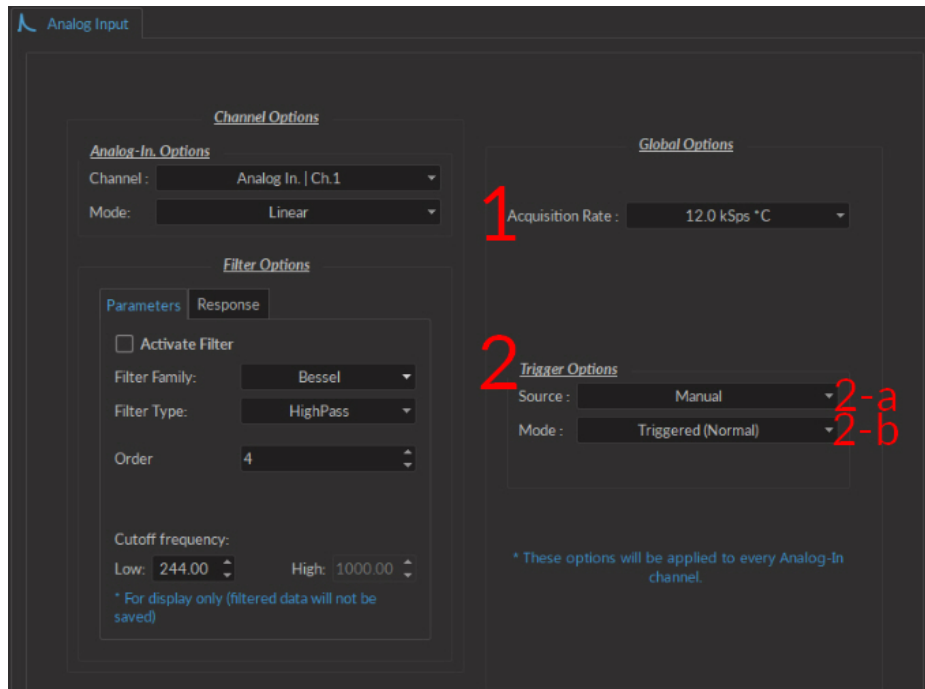 Analog Input
Channel Options
Analog-In. Options
Channel : Analog In. | Ch.1
Mode: Linear
Filter Options
Parameters Response
Activate Filter
Filter Family: Bessel
Filter Type: HighPass
Order 4
Cutoff frequency:
Low: 244.00 High: 1000.00
* For display only (filtered data will not be
saved)
Global Options
1
Acquisition Rate : 12.0 kSps *C
2
Trigger Options
Source : Manual 2-a
Mode : Triggered (Normal) 2-b
* These options will be applied to every Analog-In
channel.